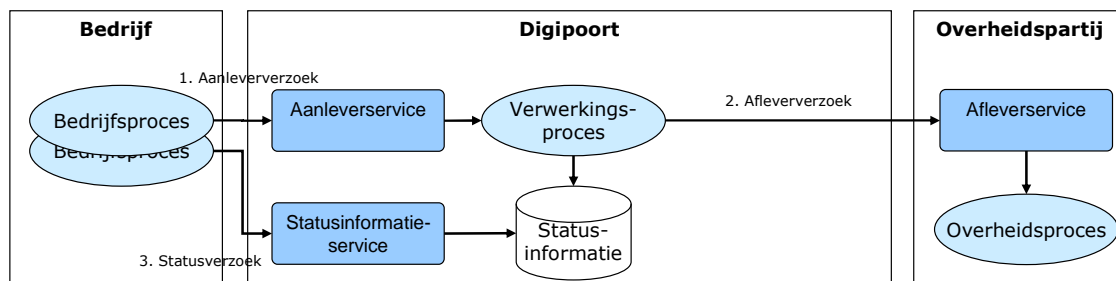 Bedrijf
Digipoort
Overheidspartij
1. Aanleververzoek
Bedrijfsproces
Bedrijfsproces
Aanleverservice
Verwerkings-
proces
2. Afleververzoek
Afleverservice
3. Statusverzoek
Statusinformatie-
service
Status-
informatie
Overheidsproces